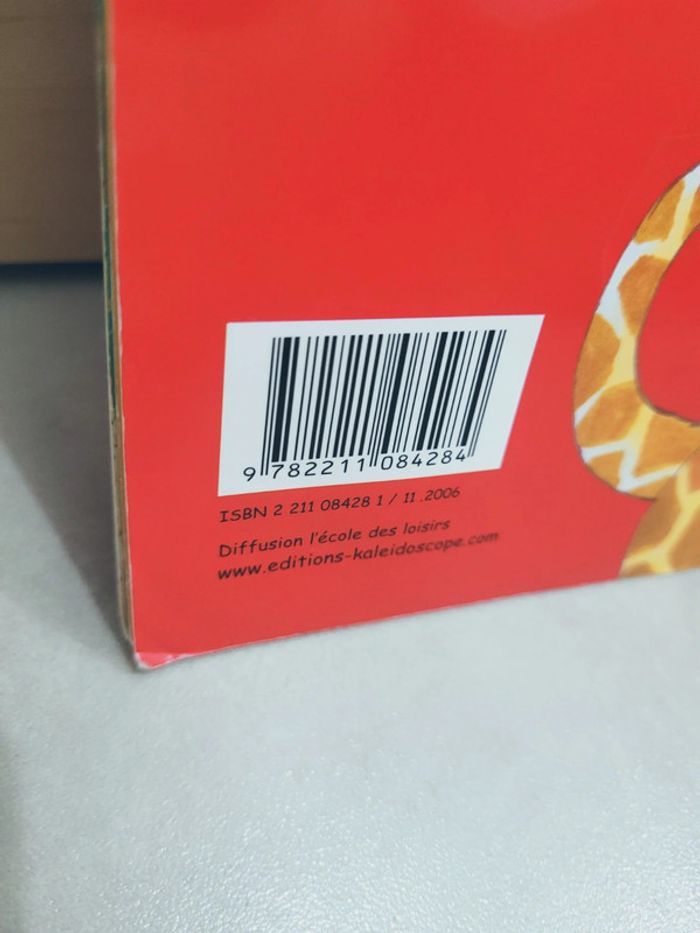 9 782211 084284
ISBN 2 211 08428 1 / 11.2006
Diffusion l'école des loisirs
www.editions-kaleidoscope.com